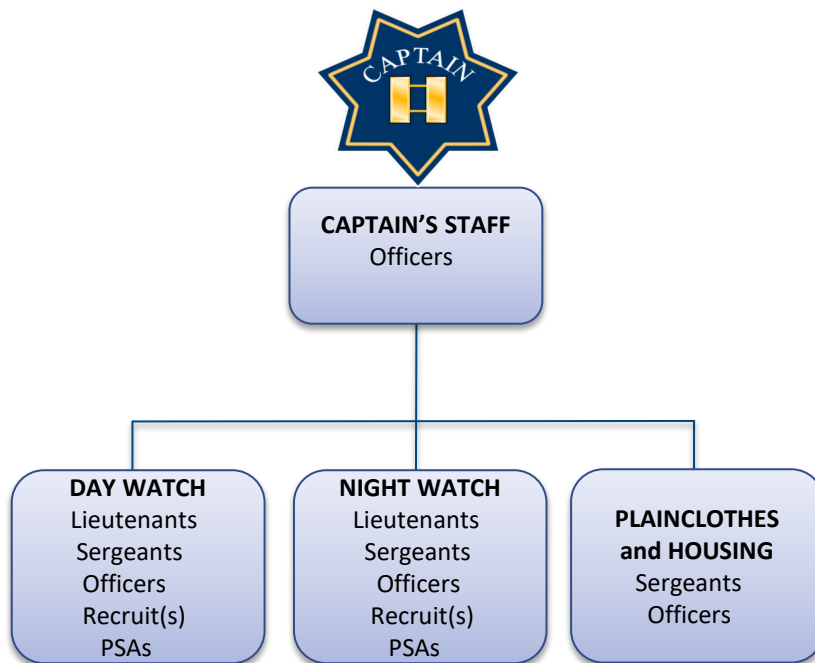 CAPTAIN
CAPTAIN’S STAFF
Officers
DAY WATCH
Lieutenants
Sergeants
Officers
Recruit(s)
PSAs
NIGHT WATCH
Lieutenants
Sergeants
Officers
Recruit(s)
PSAs
PLAINCLOTHES
and HOUSING
Sergeants
Officers